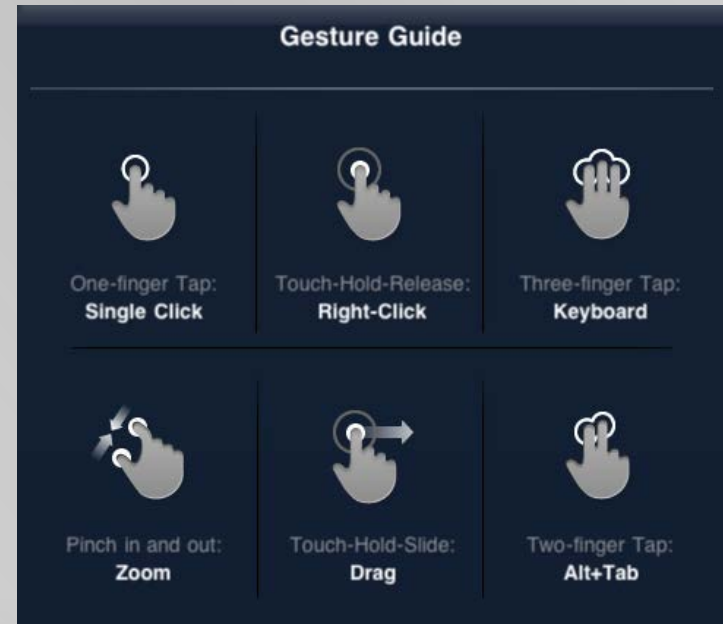 Gesture Guide
One-finger Tap:
Single Click
Touch-Hold-Release:
Right-Click
Three-finger Tap:
Keyboard
Pinch in and out:
Zoom
Touch-Hold-Slide:
Drag
Two-finger Tap:
Alt+Tab